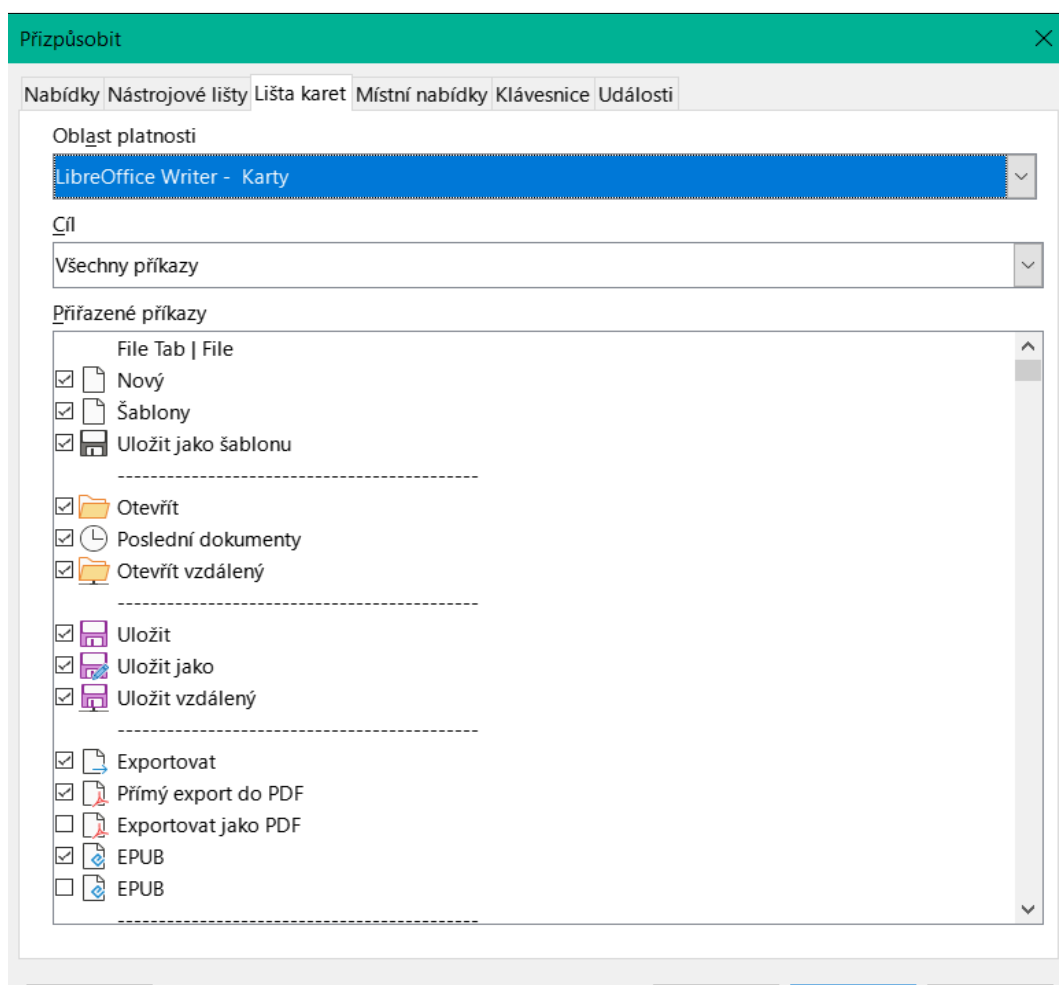 Přizpůsobit
Nabídky Nástrojové lišty Lišta karet Místní nabídky Klávesnice Události
Oblast platnosti
LibreOffice Writer - Karty
Cíl
Všechny příkazy
Přiřazené příkazy
File Tab | File
Nový
Šablony
Uložit jako šablonu
------------------------------------------
Otevřít
Poslední dokumenty
Otevřít vzdálený
------------------------------------------
Uložit
Uložit jako
Uložit vzdálený
------------------------------------------
Exportovat
Přímý export do PDF
Exportovat jako PDF
EPUB
EPUB
------------------------------------------